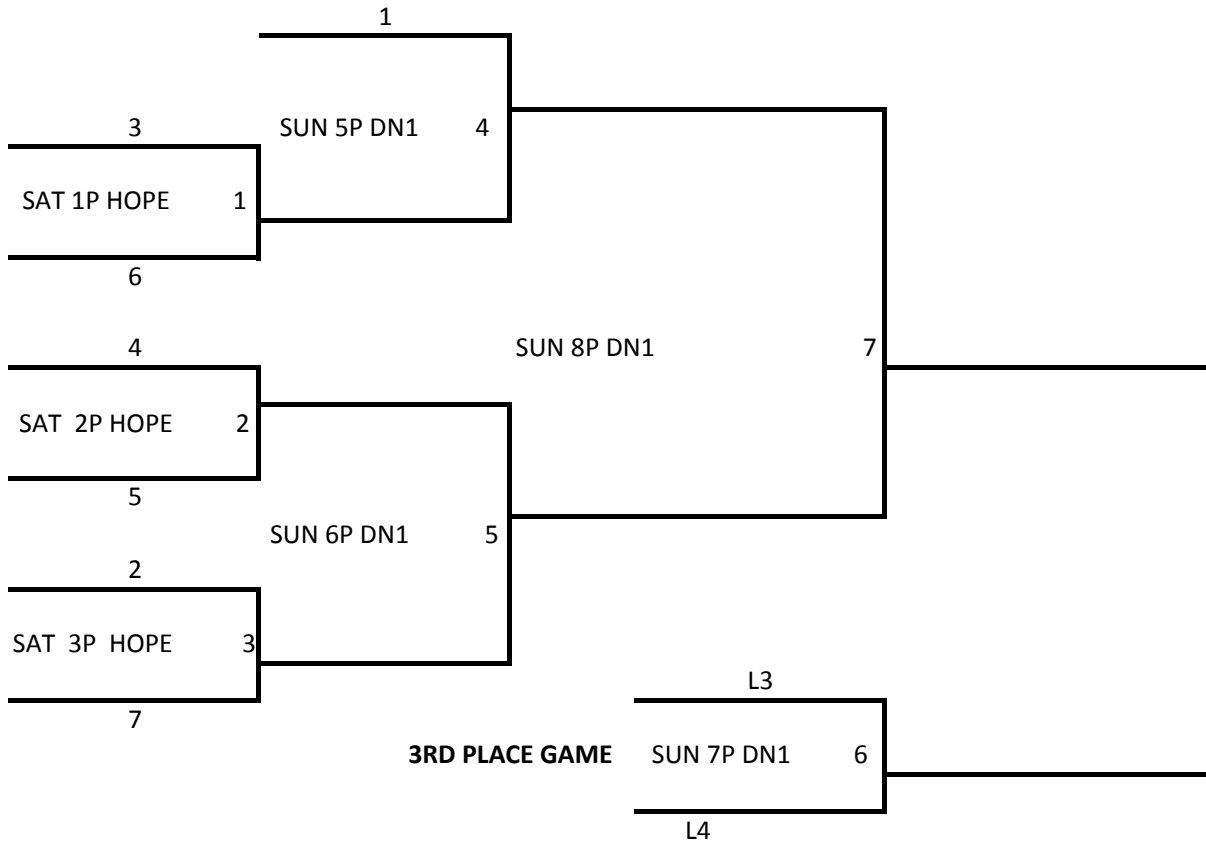 1
3
SUN 5P DN1 4
SAT 1P HOPE 1
6
4
SUN 8P DN1 7
SAT 2P HOPE 2
5
SUN 6P DN1 5
2
SAT 3P HOPE 3
L3
7
3RD PLACE GAME SUN 7P DN1 6
L4